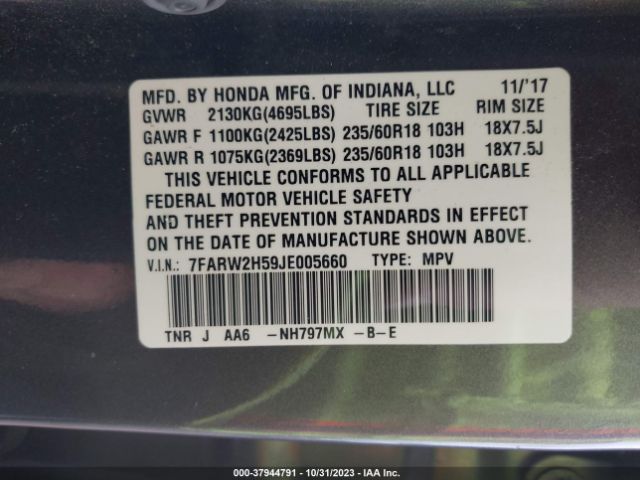 MFD. BY HONDA MFG. OF INDIANA, LLC 11/'17
GVWR 2130KG(4695LBS) TIRE SIZE RIM SIZE
GAWR F 1100KG(2425LBS) 235/60R18 103H 18X7.5J
GAWR R 1075KG(2369LBS) 235/60R18 103H 18X7.5J
THIS VEHICLE CONFORMS TO ALL APPLICABLE
FEDERAL MOTOR VEHICLE SAFETY
AND THEFT PREVENTION STANDARDS IN EFFECT
ON THE DATE OF MANUFACTURE SHOWN ABOVE.
V.I.N.: 7FARW2H59JE005660 TYPE: MPV
TNR J AA6 -NH797MX -B-E
000-37944791 - 10/31/2023 - IAAI.COM